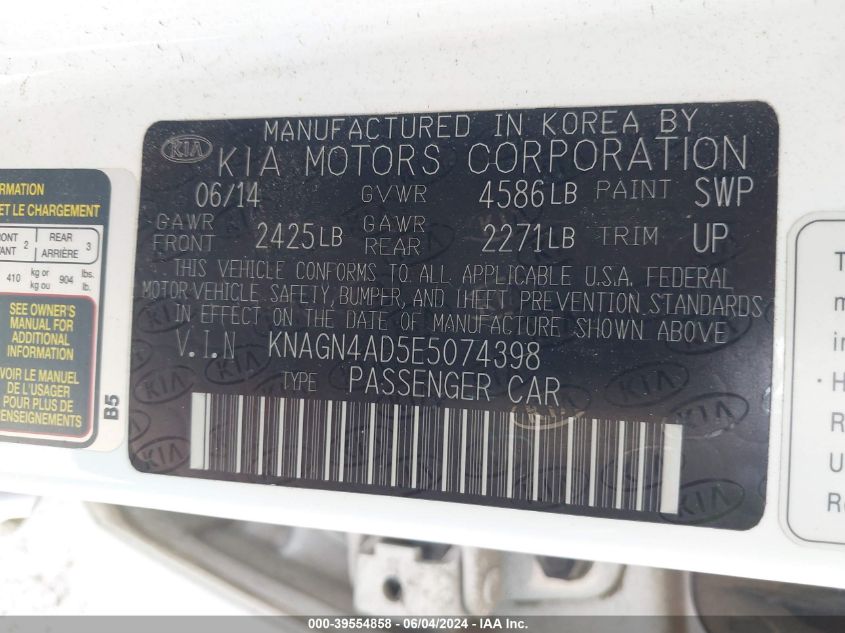 MANUFACTURED IN KOREA BY
KIA KIA MOTORS CORPORATION
06/14 GVWR 4586LB PAINT SWP
GAWR FRONT 2425LB GAWR REAR 2271LB TRIM UP
THIS VEHICLE CONFORMS TO ALL APPLICABLE U.S.A. FEDERAL
MOTOR VEHICLE SAFETY, BUMPER, AND THEFT PREVENTION STANDARDS
IN EFFECT ON THE DATE OF MANUFACTURE SHOWN ABOVE
V.I.N KNAGN4AD5E5074398
TYPE PASSENGER CAR
KIA
RMATION
ET LE CHARGEMENT
2 REAR 3
ARRIÈRE
410 kg or 904 lbs.
kg ou lb.
SEE OWNER'S
MANUAL FOR
ADDITIONAL
INFORMATION
VOIR LE MANUEL
DE L'USAGER
POUR PLUS DE
RENSEIGNEMENTS
B5
000-39554858 - 06/04/2024 - IAA Inc.